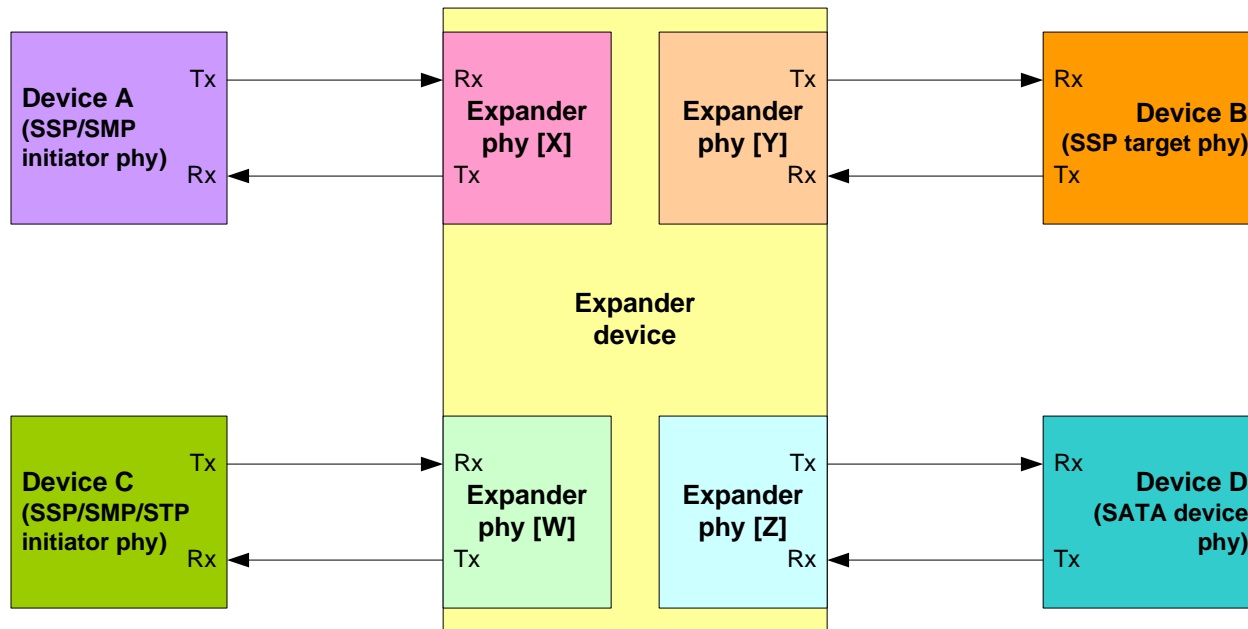 Tx
Device A
(SSP/SMP
initiator phy)
Rx
Rx
Expander
phy [X]
Tx
Tx
Expander
phy [Y]
Rx
Rx
Device B
(SSP target phy)
Tx
Expander
device
Tx
Device C
(SSP/SMP/STP
initiator phy)
Rx
Rx
Expander
phy [W]
Tx
Tx
Expander
phy [Z]
Rx
Rx
Device D
(SATA device
phy)
Tx